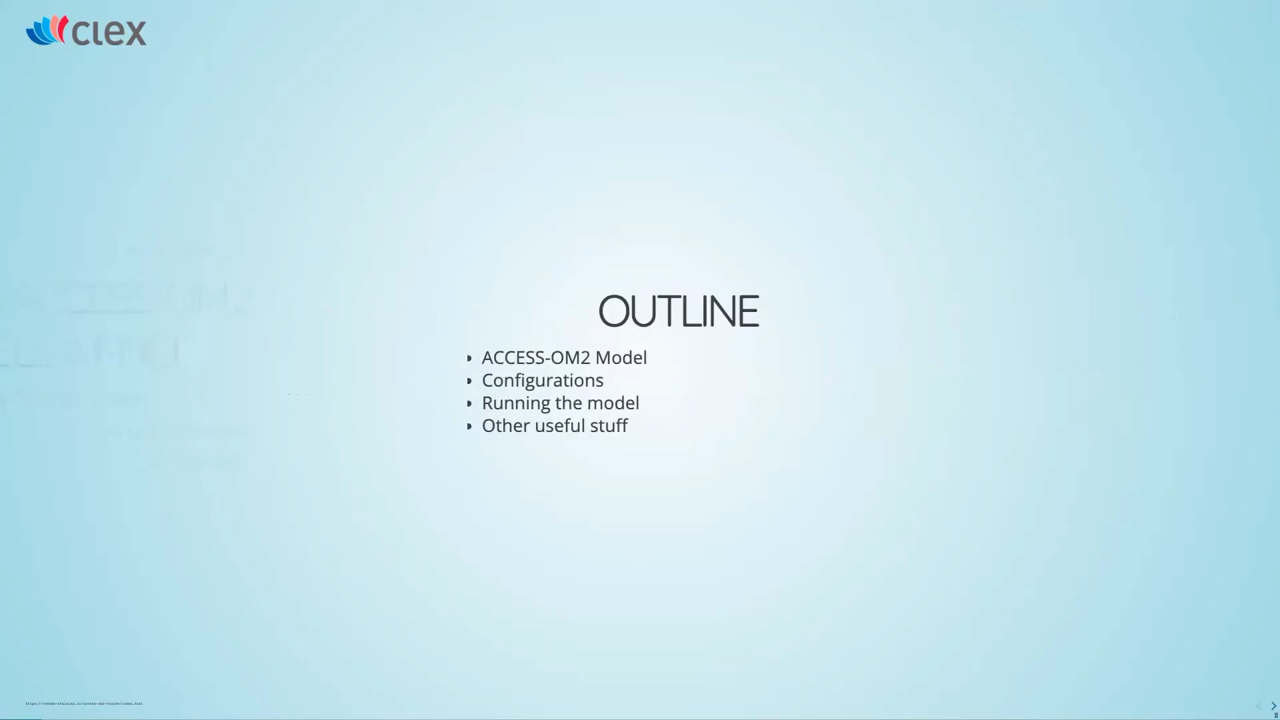 clex
OUTLINE
ACCESS-OM2 Model
Configurations
Running the model
Other useful stuff